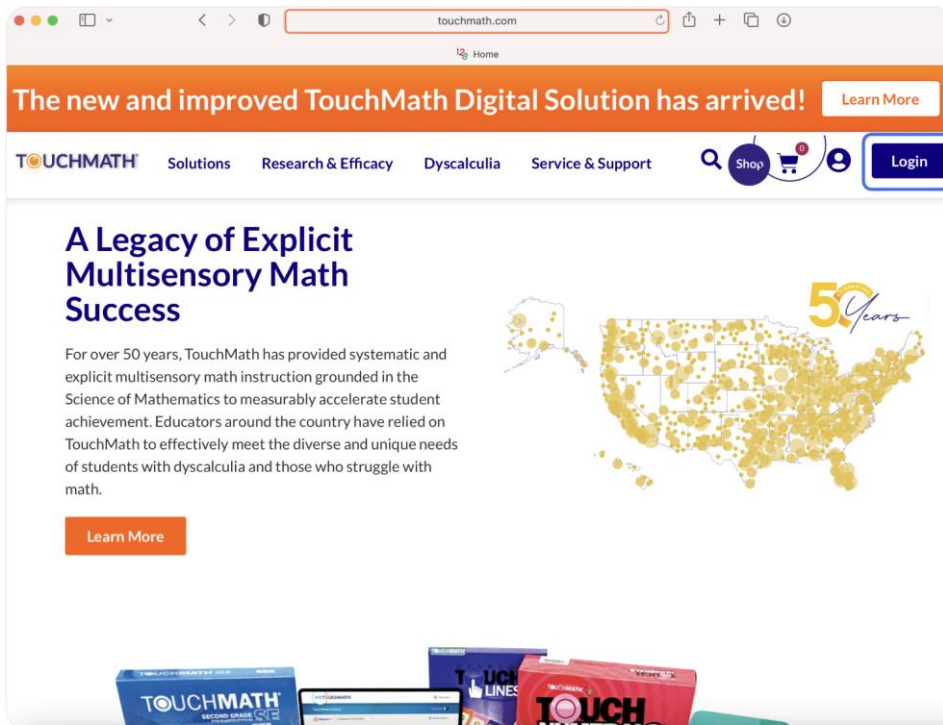 touchmath.com
Home
The new and improved TouchMath Digital Solution has arrived!
Learn More
TOUCHMATH
Solutions
Research & Efficacy
Dyscalculia
Service & Support
Shop
0
Login
A Legacy of Explicit
Multisensory Math
Success
For over 50 years, TouchMath has provided systematic and
explicit multisensory math instruction grounded in the
Science of Mathematics to measurably accelerate student
achievement. Educators around the country have relied on
TouchMath to effectively meet the diverse and unique needs
of students with dyscalculia and those who struggle with
math.
Learn More
50
Years
TOUCHMATH
SECOND GRADE
TOUCH
LINES
TOUCHMATH
TOUCH